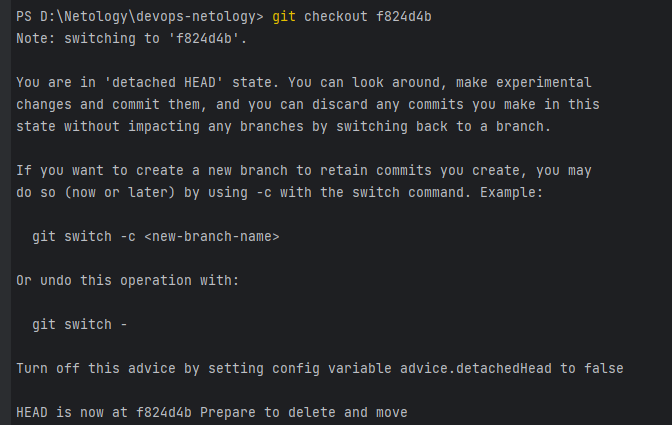 PS D:\Netology\devops-netology> git checkout f824d4b
Note: switching to 'f824d4b'.
You are in 'detached HEAD' state. You can look around, make experimental
changes and commit them, and you can discard any commits you make in this
state without impacting any branches by switching back to a branch.
If you want to create a new branch to retain commits you create, you may
do so (now or later) by using -c with the switch command. Example:
git switch -c <new-branch-name>
Or undo this operation with:
git switch -
Turn off this advice by setting config variable advice.detachedHead to false
HEAD is now at f824d4b Prepare to delete and move